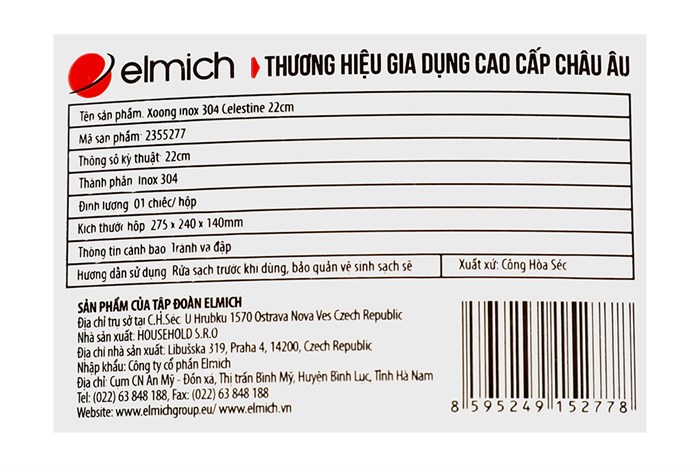 elmich THƯƠNG HIỆU GIA DỤNG CAO CẤP CHÂU ÂU
Tên sản phẩm. Xoong inox 304 Celestine 22cm
Mã sản phẩm: 2355277
Thông số kỹ thuật 22cm
Thành phần Inox 304
Định lượng 01 chiếc/ hộp
Kích thước hộp 275 x 240 x 140mm
Thông tin cảnh báo Tránh va đập
Hướng dẫn sử dụng Rửa sạch trước khi dùng, bảo quản vệ sinh sạch sẽ
Xuất xứ: Cộng Hòa Séc
SẢN PHẨM CỦA TẬP ĐOÀN ELMICH
Địa chỉ trụ sở tại C.H.Séc U Hrubku 1570 Ostrava Nova Ves Czech Republic
Nhà sản xuất: HOUSEHOLD S.R.O
Địa chỉ nhà sản xuất: Libušska 319, Praha 4, 14200, Czech Republic
Nhập khẩu: Công ty cổ phần Elmich
Địa chỉ: Cụm CN An Mỹ - Đồn xá, Thị trấn Bình Mỹ, Huyện Bình Lục, Tỉnh Hà Nam
Tel: (022) 63 848 188, Fax: (022) 63 848 188
Website: www.elmichgroup.eu/ www.elmich.vn
8 595249 152778